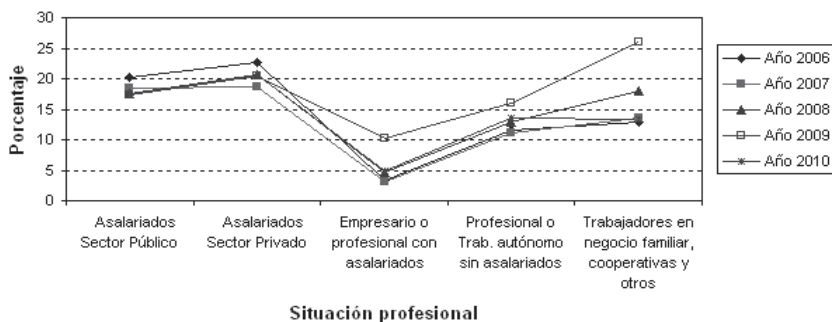 30
25
20
15
10
5
0
Porcentaje
Asalariados
Sector Público
Asalariados
Sector Privado
Empresario o
profesional con
asalariados
Profesional o
Trab. autónomo
sin asalariados
Trabajadores en
negocio familiar,
cooperativas y
otros
Situación profesional
Año 2006
Año 2007
Año 2008
Año 2009
Año 2010